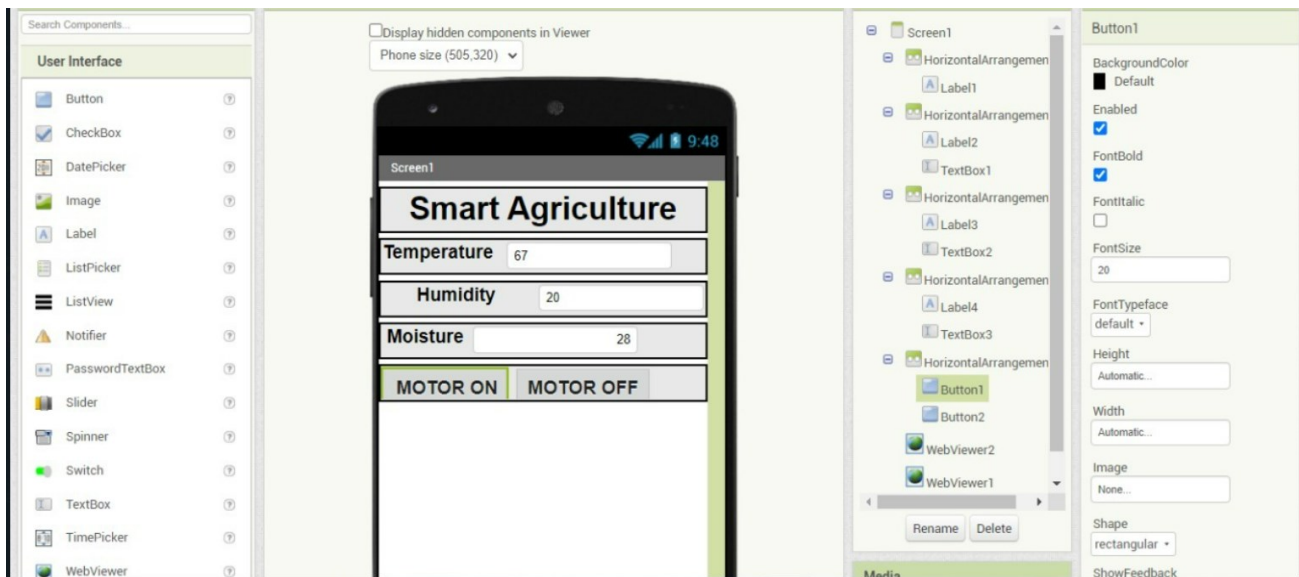 Search Components...
User Interface
Button
CheckBox
DatePicker
Image
Label
ListPicker
ListView
Notifier
PasswordTextBox
Slider
Spinner
Switch
TextBox
TimePicker
WebViewer
Display hidden components in Viewer
Phone size (505,320)
9:48
Screen1
Smart Agriculture
Temperature 67
Humidity 20
Moisture 28
MOTOR ON MOTOR OFF
Screen1
HorizontalArrangemen
Label1
HorizontalArrangemen
Label2
TextBox1
HorizontalArrangemen
Label3
TextBox2
HorizontalArrangemen
Label4
TextBox3
HorizontalArrangemen
Button1
Button2
WebViewer2
WebViewer1
Rename Delete
Media
Button1
BackgroundColor
Default
Enabled
FontBold
FontItalic
FontSize
20
FontTypeface
default
Height
Automatic...
Width
Automatic...
Image
None...
Shape
rectangular
ShowFeedback